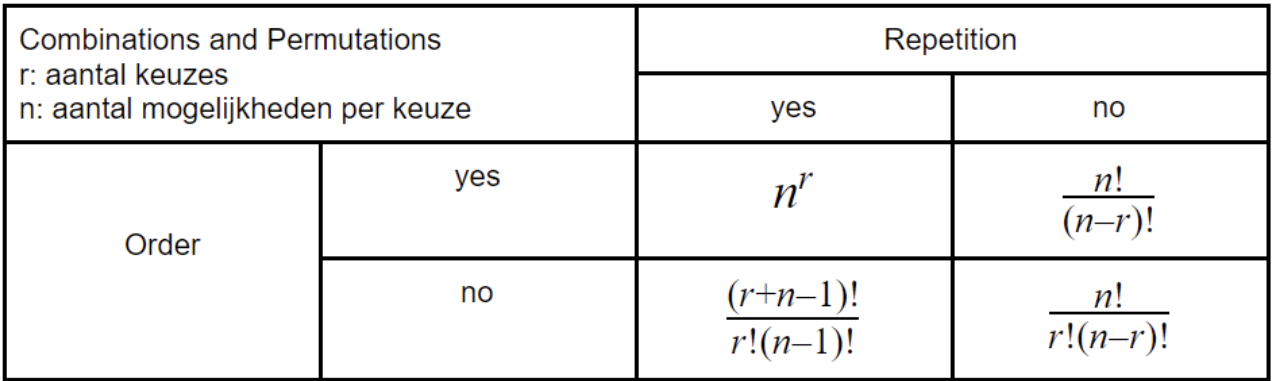 Combinations and Permutations
r: aantal keuzes
n: aantal mogelijkheden per keuze
Repetition
yes
no
Order
yes
n^r
n!/(n–r)!
no
(r+n–1)!/r!(n–1)!
n!/r!(n–r)!